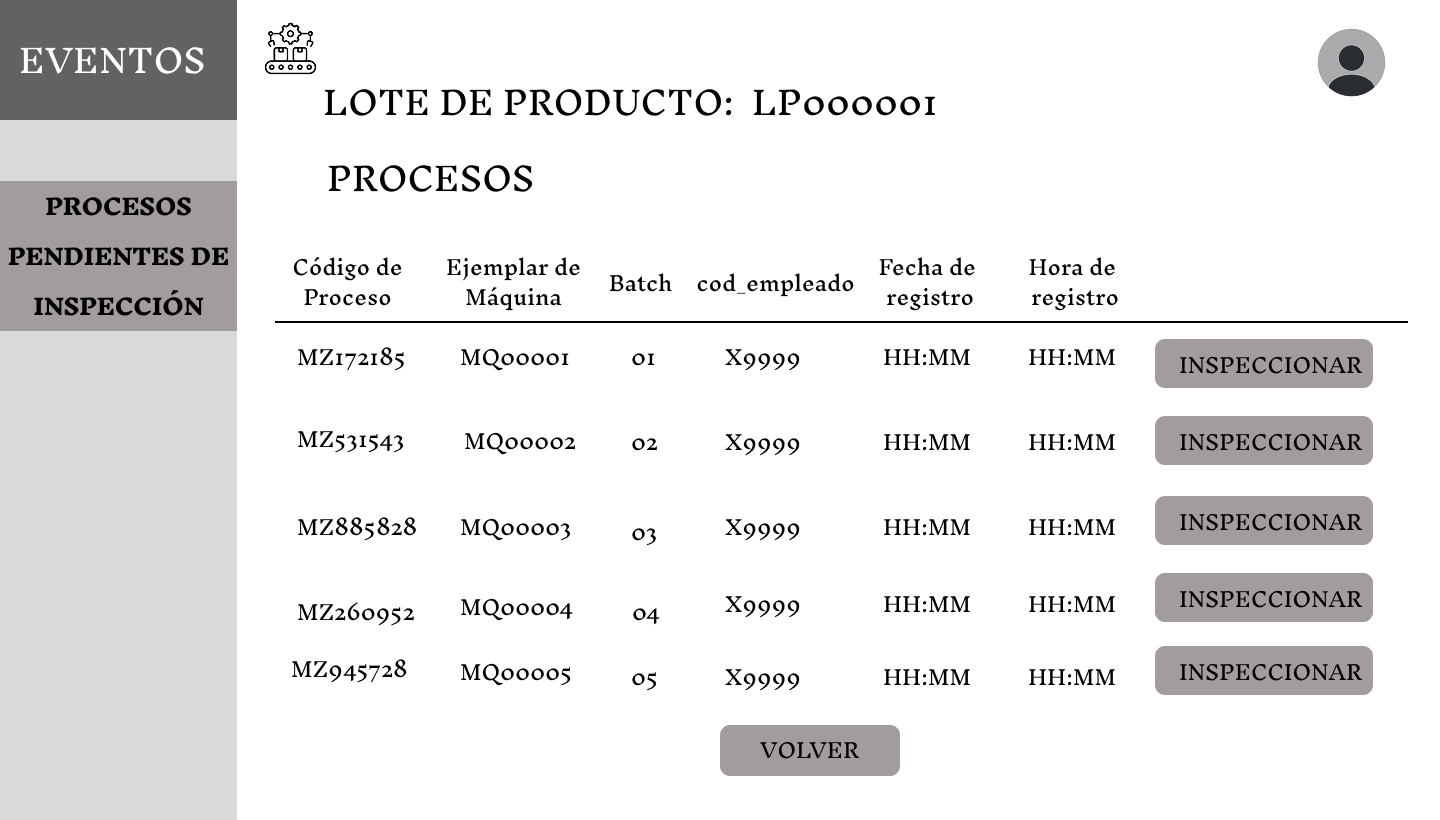 EVENTOS
LOTE DE PRODUCTO: LP000001
PROCESOS
PROCESOS
PENDIENTES DE
INSPECCIÓN
Código de Proceso Ejemplar de Máquina Batch cod_empleado Fecha de registro Hora de registro
MZ172185 MQ00001 01 X9999 HH:MM HH:MM INSPECCIONAR
MZ531543 MQ00002 02 X9999 HH:MM HH:MM INSPECCIONAR
MZ885828 MQ00003 03 X9999 HH:MM HH:MM INSPECCIONAR
MZ260952 MQ00004 04 X9999 HH:MM HH:MM INSPECCIONAR
MZ945728 MQ00005 05 X9999 HH:MM HH:MM INSPECCIONAR
VOLVER